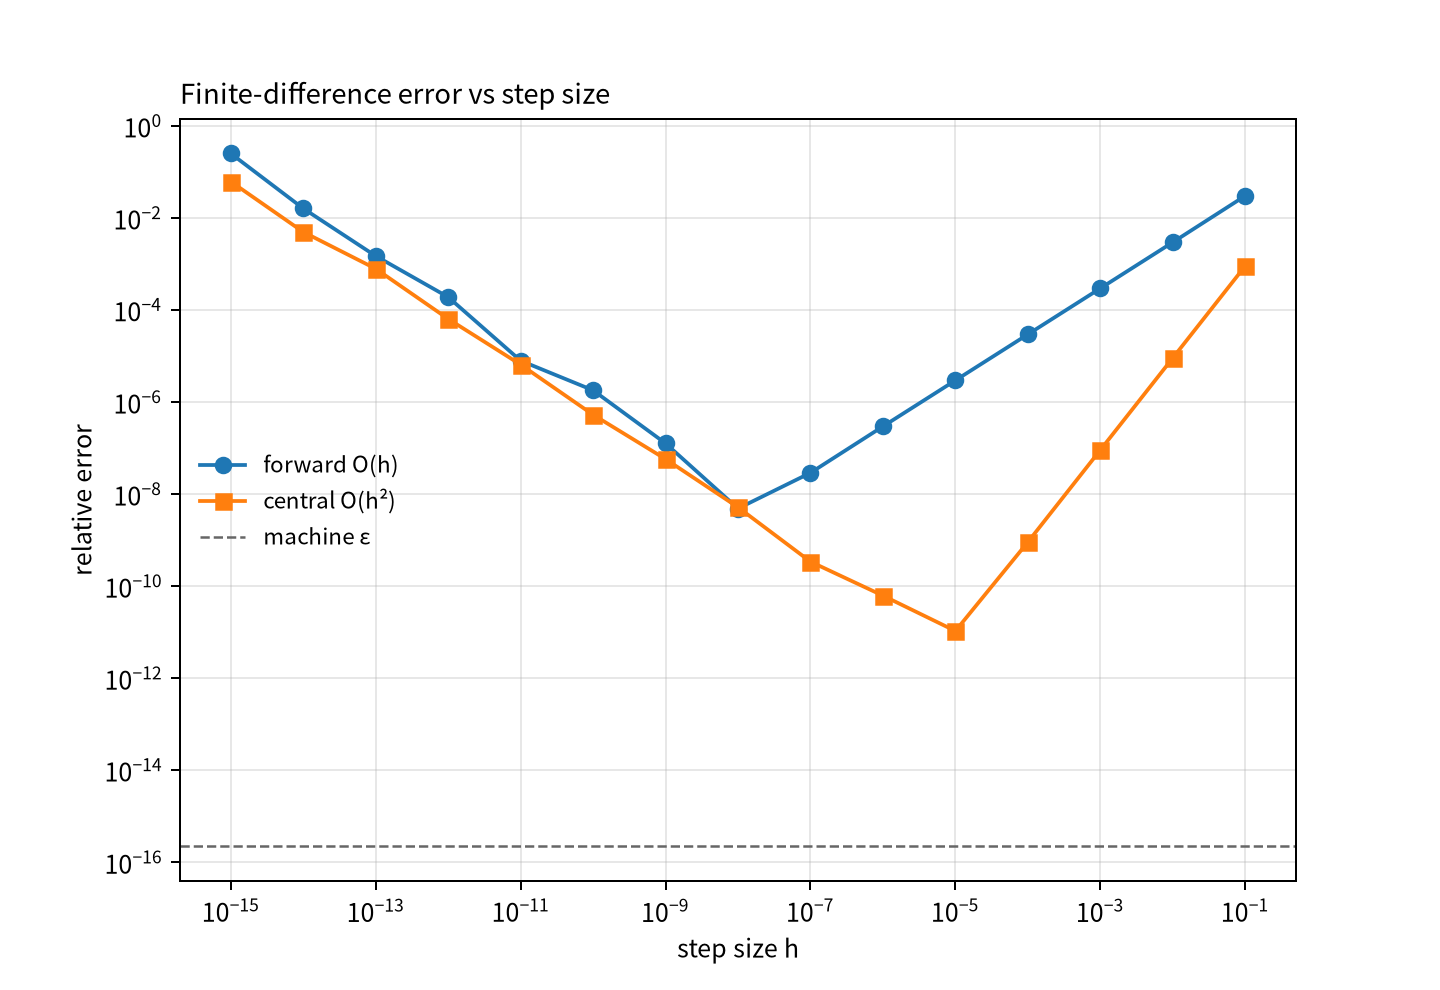 Finite-difference error vs step size
10⁰
10⁻²
10⁻⁴
10⁻⁶
10⁻⁸
10⁻¹⁰
10⁻¹²
10⁻¹⁴
10⁻¹⁶
relative error
forward O(h)
central O(h²)
machine ε
10⁻¹⁵ 10⁻¹³ 10⁻¹¹ 10⁻⁹ 10⁻⁷ 10⁻⁵ 10⁻³ 10⁻¹
step size h